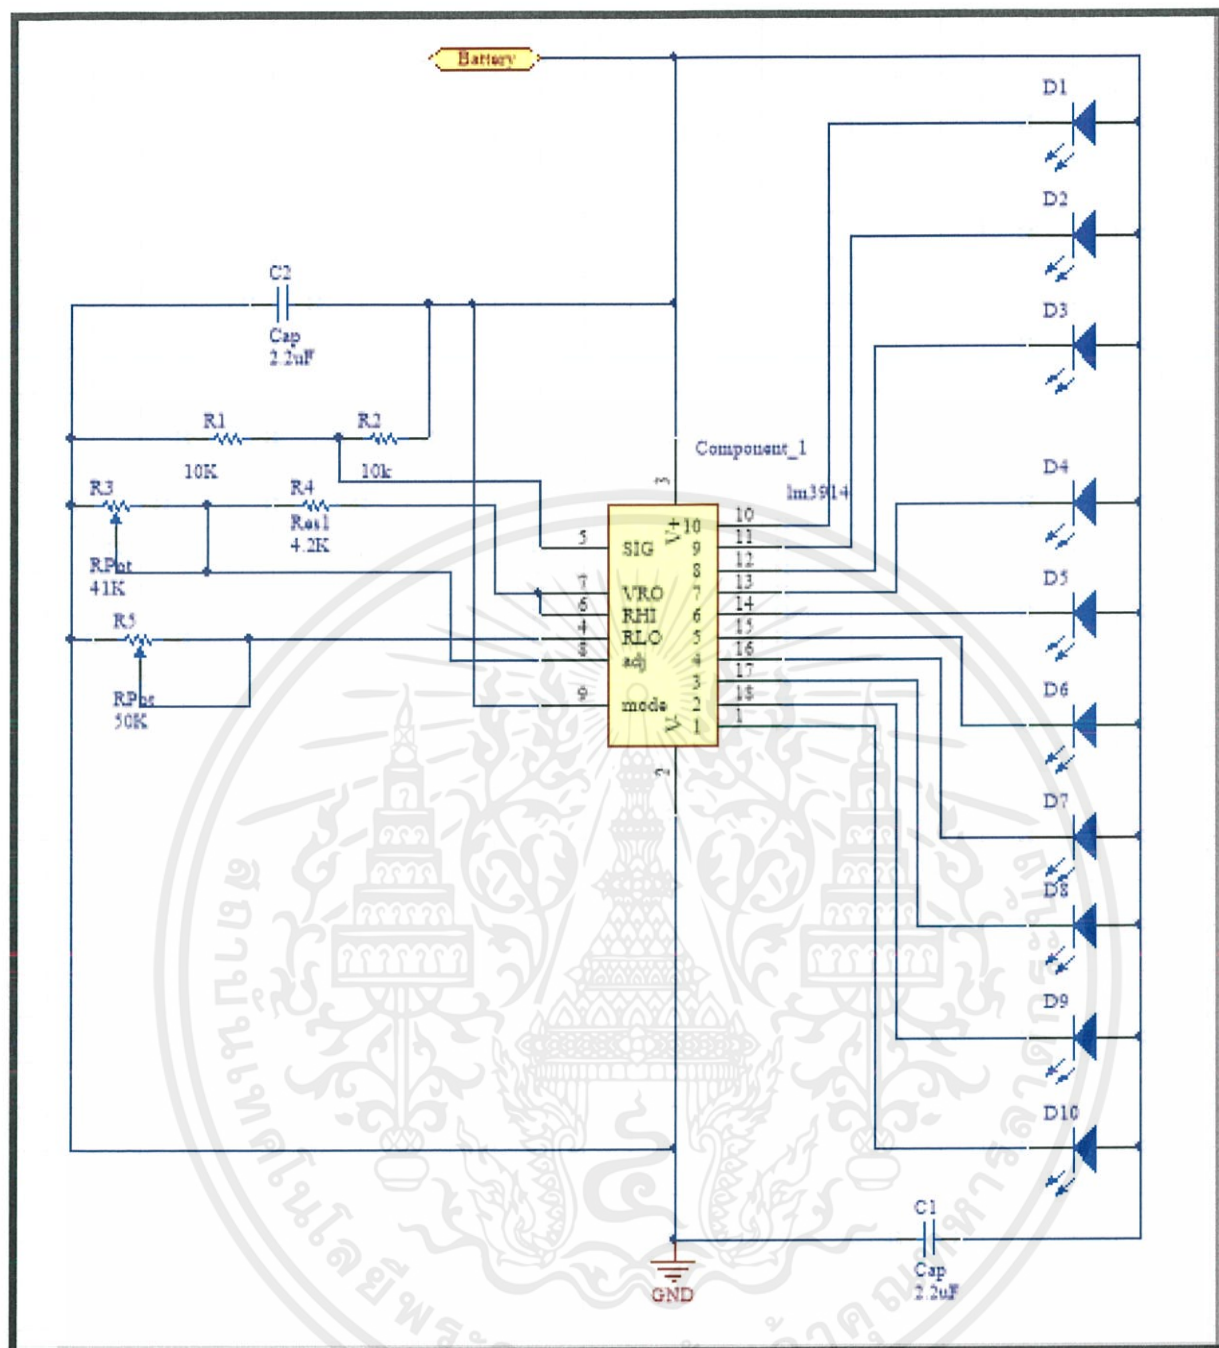 Battery
D1
D2
D3
D4
D5
D6
D7
D8
D9
D10
C2
Cap
2.2uF
R1
10K
R2
10k
R3
RPot
41K
R4
Res1
4.2K
R5
RPot
50K
Component_1
lm3914
3
V+
5 SIG
7 VRO
6 RHI
4 RLO
8 adj
9 mode
V-
2
10 10
9 11
8 12
7 13
6 14
5 15
4 16
3 17
2 18
1 1
C1
Cap
2.2uF
GND